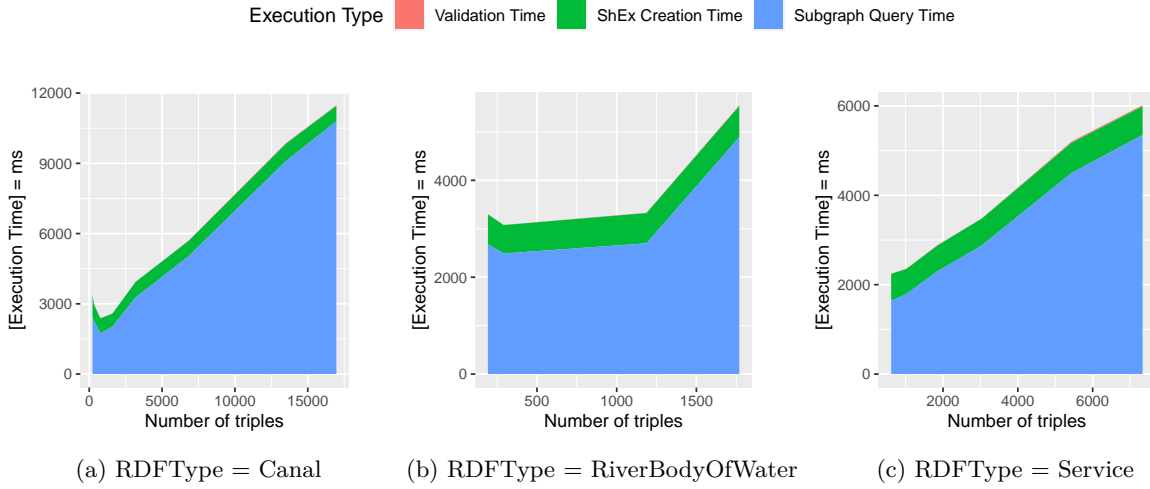 Execution Type Validation Time ShEx Creation Time Subgraph Query Time
[Execution Time] = ms
12000
9000
6000
3000
0
0 5000 10000 15000
Number of triples
(a) RDFType = Canal
[Execution Time] = ms
4000
2000
0
500 1000 1500
Number of triples
(b) RDFType = RiverBodyOfWater
[Execution Time] = ms
6000
4000
2000
0
2000 4000 6000
Number of triples
(c) RDFType = Service